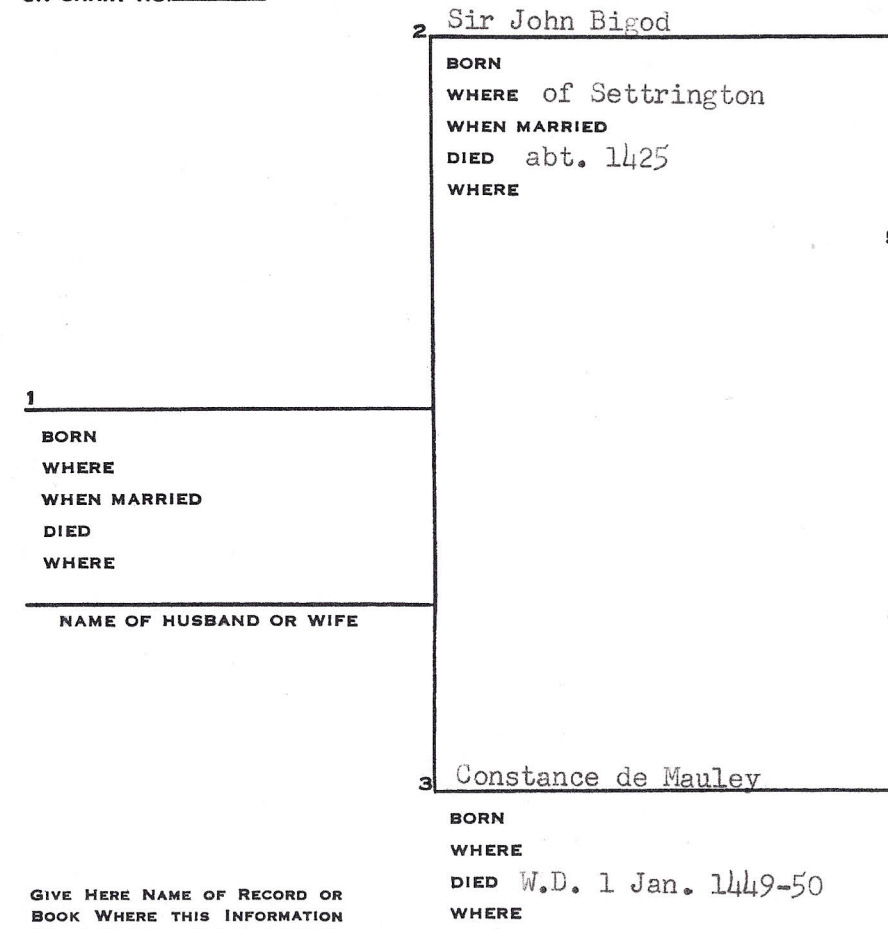 2 Sir John Bigod
BORN
WHERE of Settrington
WHEN MARRIED
DIED abt. 1425
WHERE
1
BORN
WHERE
WHEN MARRIED
DIED
WHERE
NAME OF HUSBAND OR WIFE
3 Constance de Mauley
BORN
WHERE
DIED W.D. 1 Jan. 1449-50
WHERE
GIVE HERE NAME OF RECORD OR
BOOK WHERE THIS INFORMATION